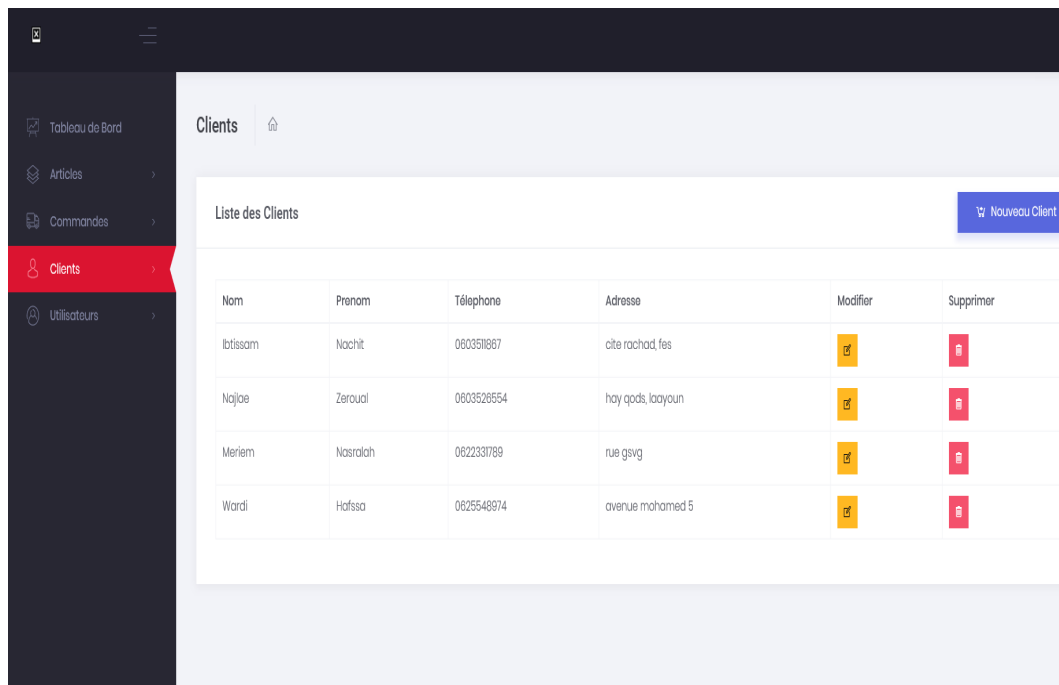 Tableau de Bord
Articles
Commandes
Clients
Utilisateurs
Clients
Liste des Clients
Nouveau Client
Nom Prenom Télephone Adresse Modifier Supprimer
Ibtissam Nachit 0603511867 cite rachad, fes
Najlae Zeroual 0603526554 hay qods, laayoun
Meriem Nasralah 0622331789 rue gsvg
Wardi Hafssa 0625548974 avenue mohamed 5